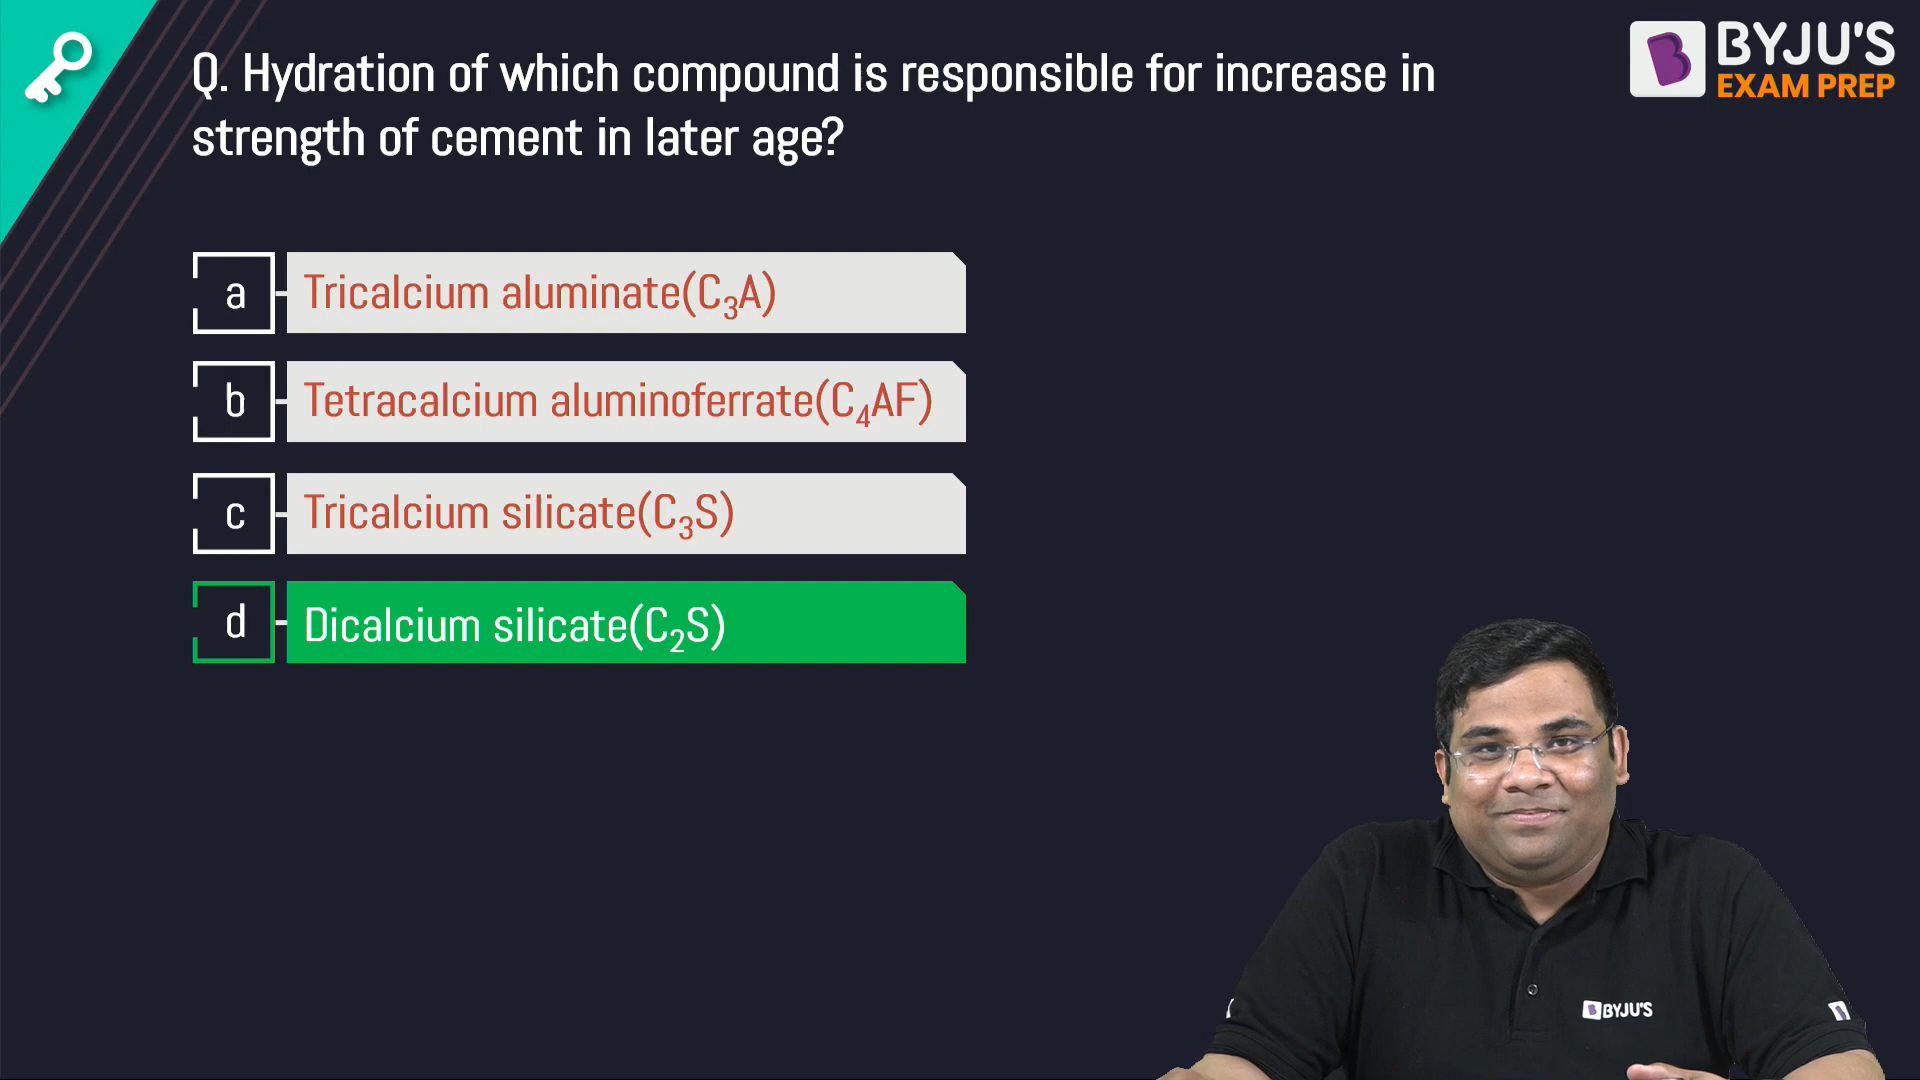 Q. Hydration of which compound is responsible for increase in
strength of cement in later age?
BYJU'S
EXAM PREP
a
Tricalcium aluminate(C₃A)
b
Tetracalcium aluminoferrate(C₄AF)
c
Tricalcium silicate(C₃S)
d
Dicalcium silicate(C₂S)
BYJU'S